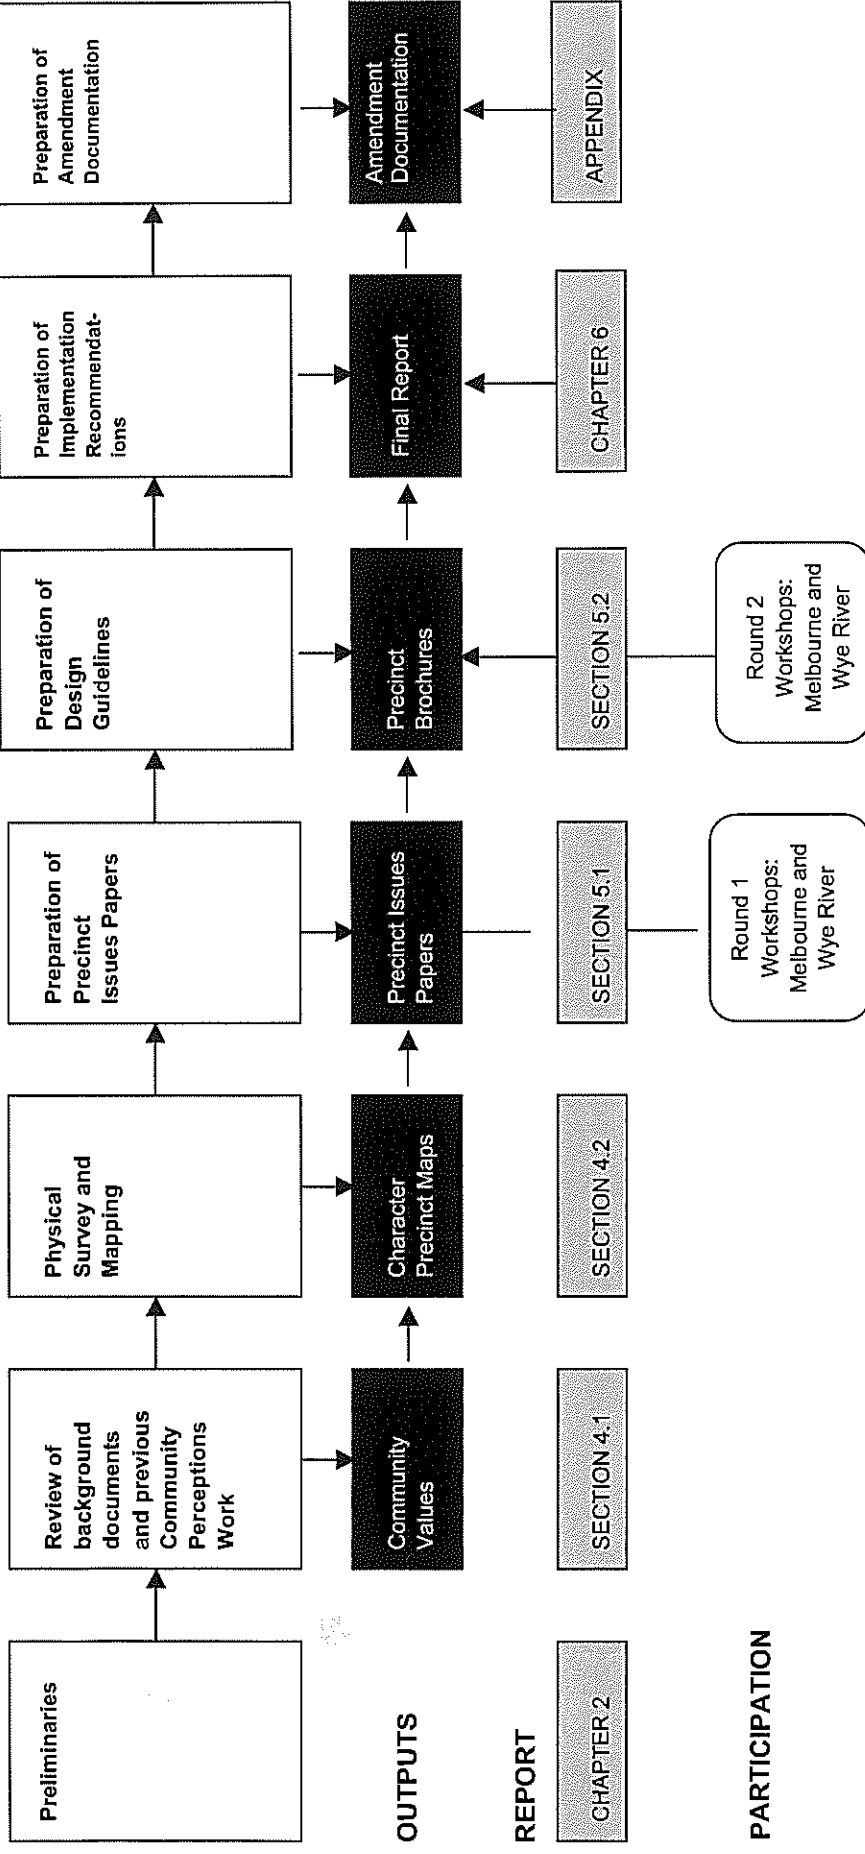 Preliminaries
Review of
background
documents
and previous
Community
Perceptions
Work
Physical
Survey and
Mapping
Preparation of
Precinct
Issues Papers
Preparation of
Design
Guidelines
Preparation of
Implementation
Recommendat-
ions
Preparation of
Amendment
Documentation
OUTPUTS
Community
Values
Character
Precinct Maps
Precinct Issues
Papers
Precinct
Brochures
Final Report
Amendment
Documentation
REPORT
CHAPTER 2
SECTION 4.1
SECTION 4.2
SECTION 5.1
SECTION 5.2
CHAPTER 6
APPENDIX
PARTICIPATION
Round 1
Workshops:
Melbourne and
Wye River
Round 2
Workshops:
Melbourne and
Wye River